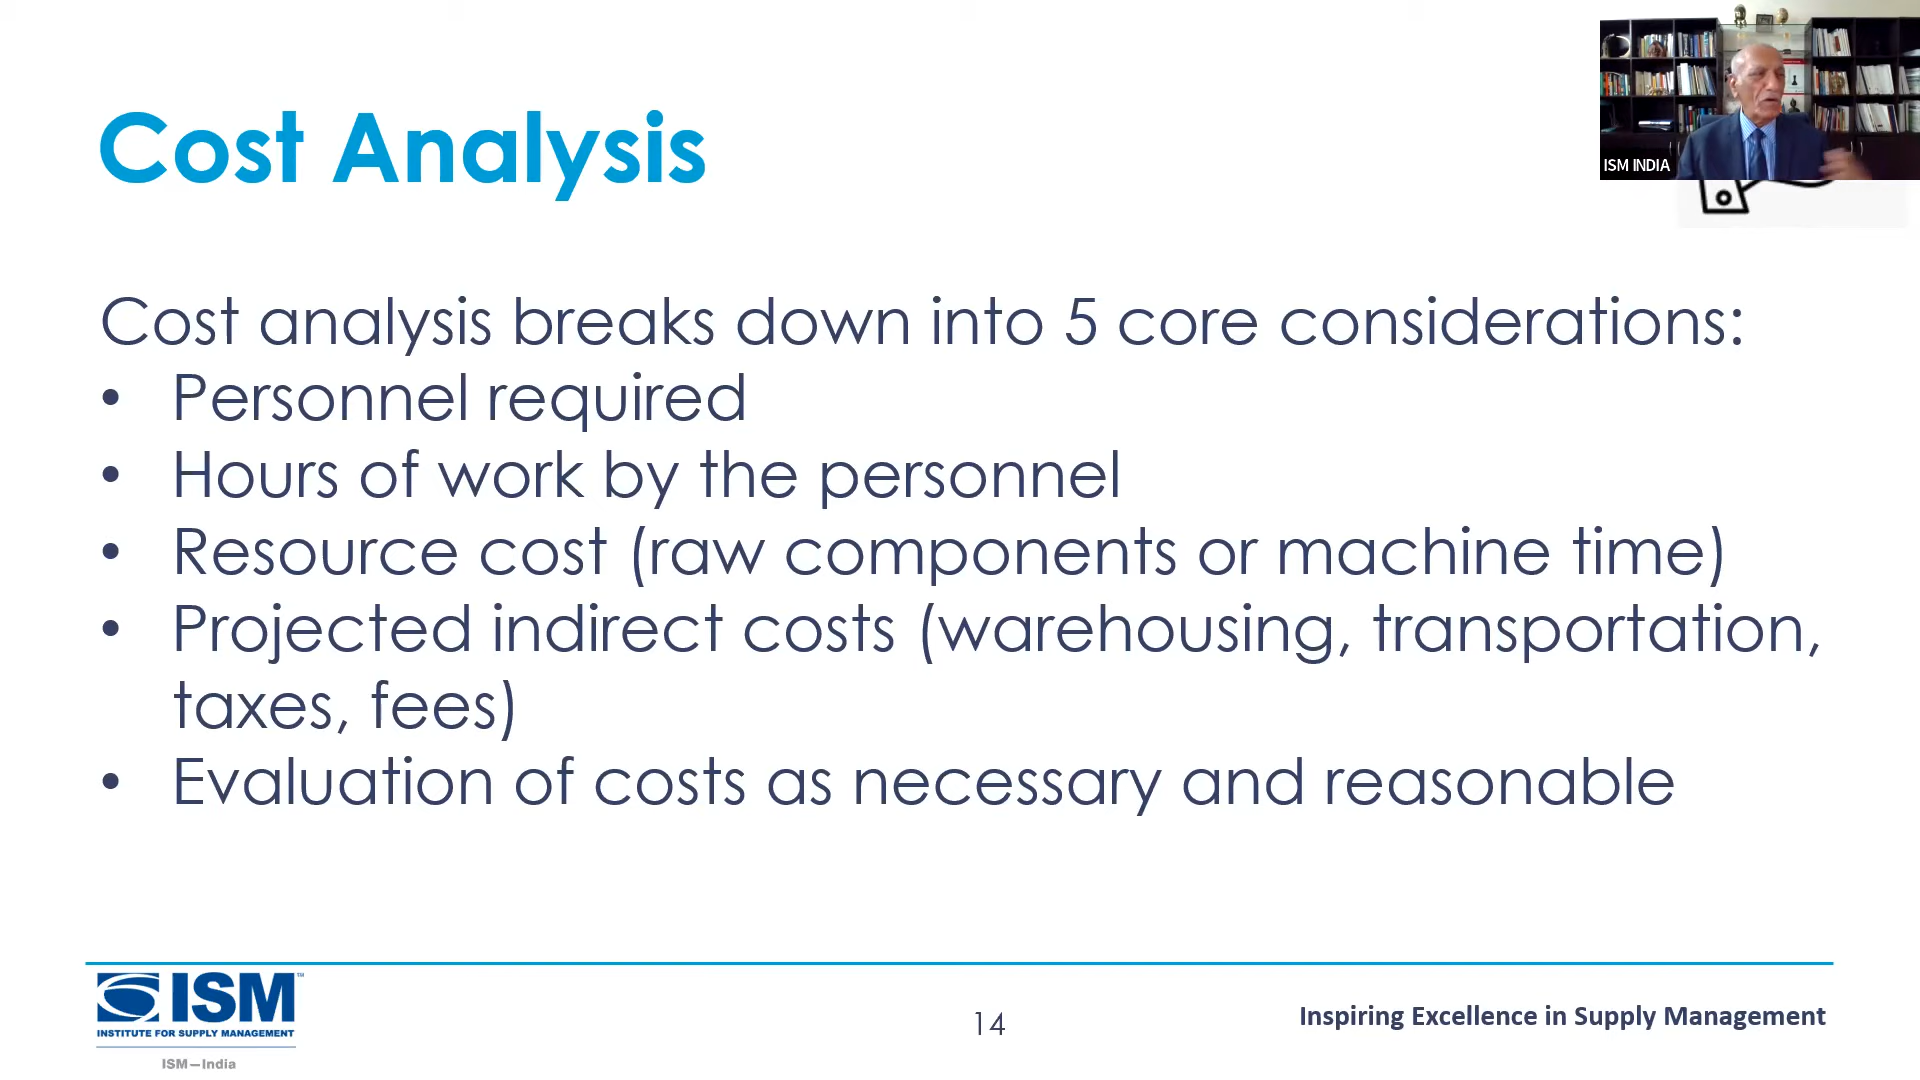 Cost Analysis
ISM INDIA
Cost analysis breaks down into 5 core considerations:
• Personnel required
• Hours of work by the personnel
• Resource cost (raw components or machine time)
• Projected indirect costs (warehousing, transportation,
taxes, fees)
• Evaluation of costs as necessary and reasonable
ISM™
INSTITUTE FOR SUPPLY MANAGEMENT
ISM—India
14
Inspiring Excellence in Supply Management